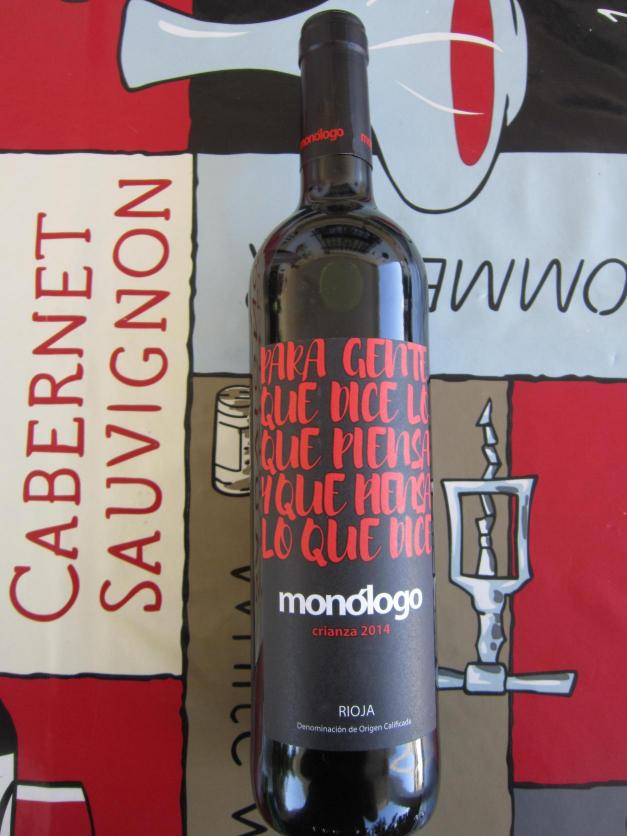 monólogo
CABERNET
SAUVIGNON
PARA GENTE
QUE DICE LO
QUE PIENSA
Y QUE PIENSA
LO QUE DICE
monólogo
crianza 2014
RIOJA
Denominación de Origen Calificada
White